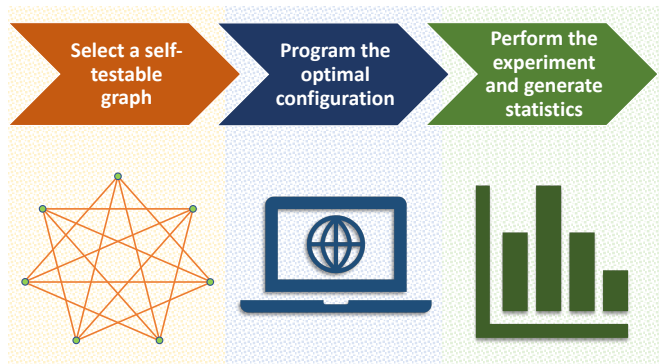 Select a self-
testable
graph
Program the
optimal
configuration
Perform the
experiment
and generate
statistics